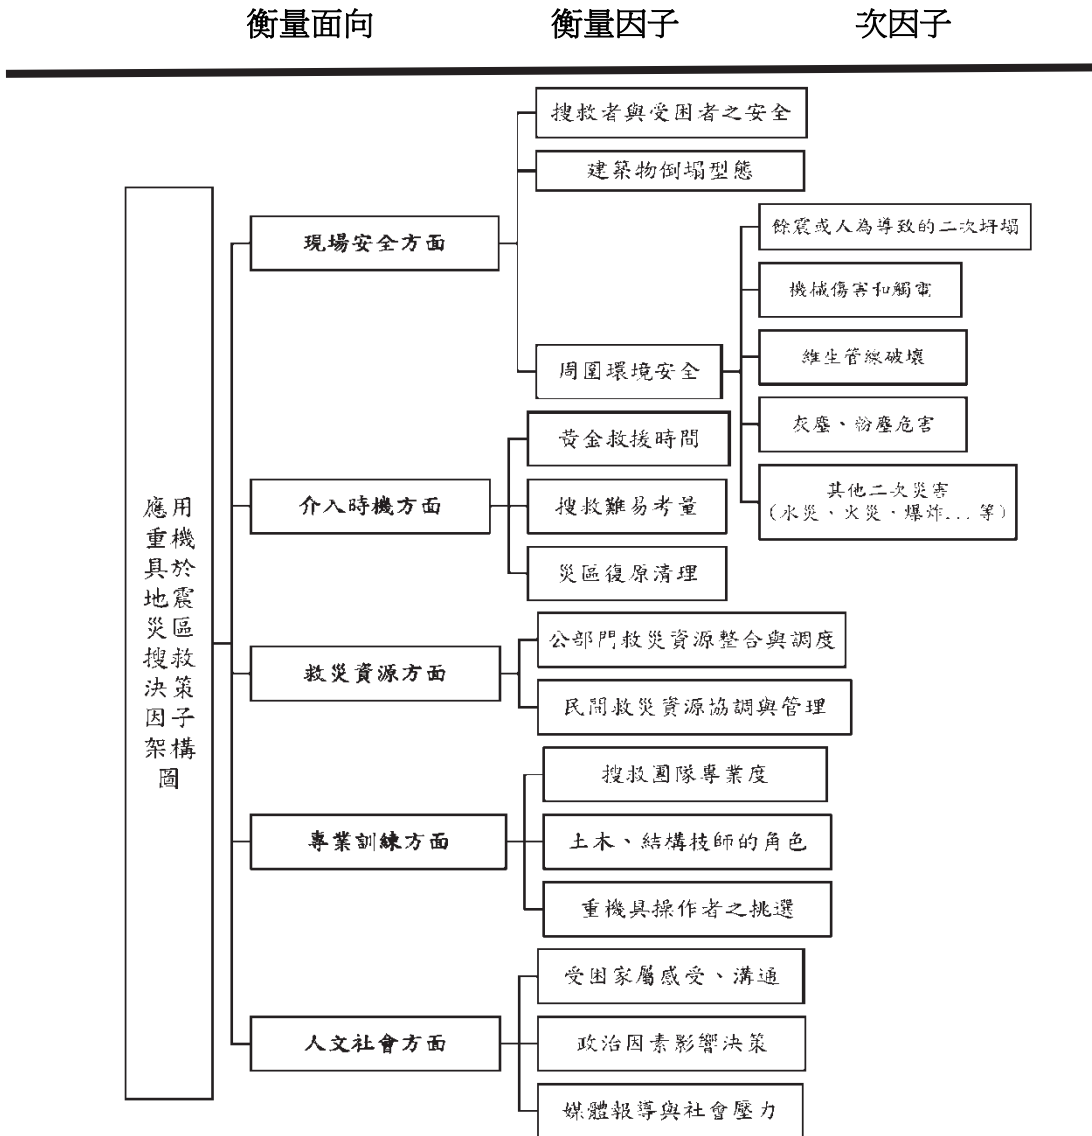 衡量面向
衡量因子
次因子
應用
重機
具於
地震
災區
搜救
決策
因子
架構
圖
現場安全方面
搜救者與受困者之安全
建築物倒塌型態
周圍環境安全
餘震或人為導致的二次坍塌
機械傷害和觸電
維生管線破壞
灰塵、粉塵危害
其他二次災害
(水災、火災、爆炸...等)
介入時機方面
黃金救援時間
搜救難易考量
災區復原清理
救災資源方面
公部門救災資源整合與調度
民間救災資源協調與管理
專業訓練方面
搜救團隊專業度
土木、結構技師的角色
重機具操作者之挑選
人文社會方面
受困家屬感受、溝通
政治因素影響決策
媒體報導與社會壓力